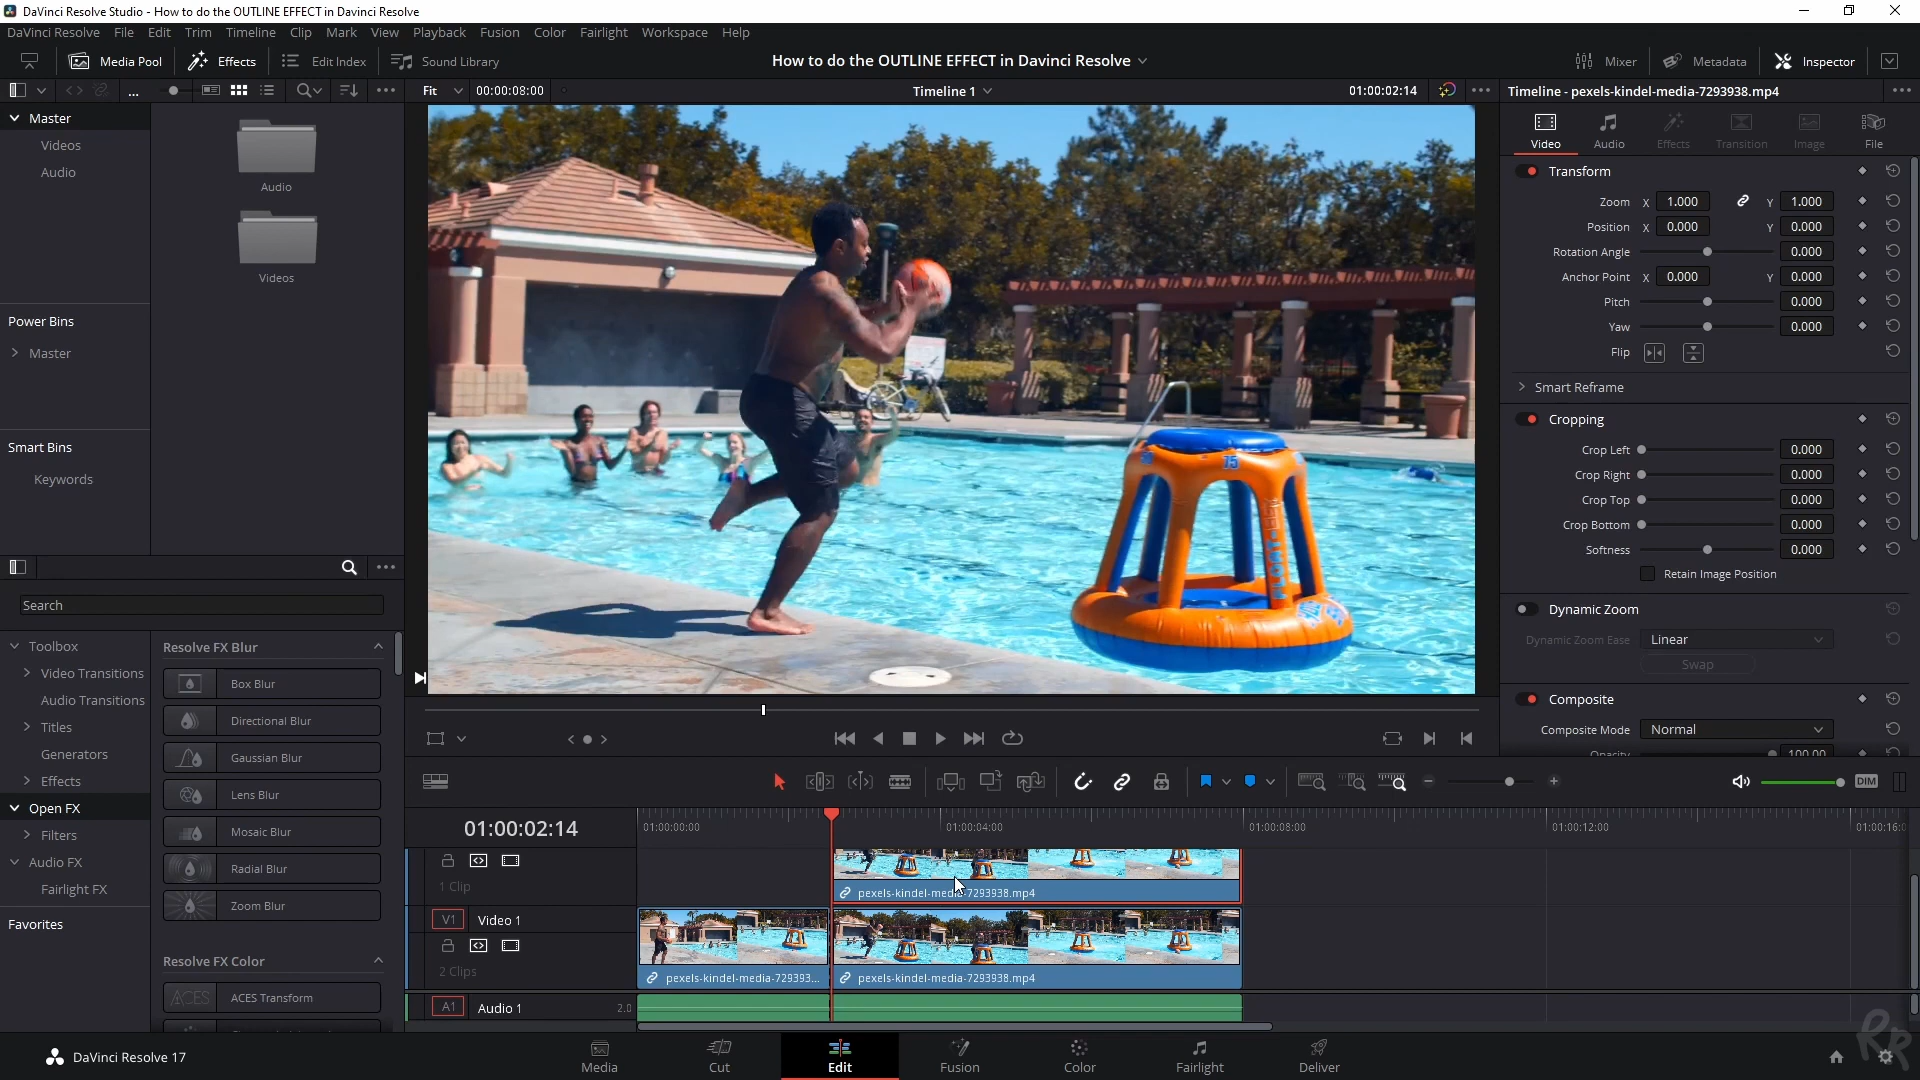 DaVinci Resolve Studio - How to do the OUTLINE EFFECT in Davinci Resolve
DaVinci Resolve File Edit Trim Timeline Clip Mark View Playback Fusion Color Fairlight Workspace Help
Media Pool Effects Edit Index Sound Library How to do the OUTLINE EFFECT in Davinci Resolve Mixer Metadata Inspector
... Fit 00:00:08:00 Timeline 1 01:00:02:14 Timeline - pexels-kindel-media-7293938.mp4
Master
Videos
Audio
Audio
Videos
Power Bins
Master
Smart Bins
Keywords
Video Audio Effects Transition Image File
Transform
Zoom X 1.000 Y 1.000
Position X 0.000 Y 0.000
Rotation Angle 0.000
Anchor Point X 0.000 Y 0.000
Pitch 0.000
Yaw 0.000
Flip
Smart Reframe
Cropping
Crop Left 0.000
Crop Right 0.000
Crop Top 0.000
Crop Bottom 0.000
Softness 0.000
Retain Image Position
Dynamic Zoom
Dynamic Zoom Ease Linear
Swap
Composite
Composite Mode Normal
Opacity 100.00
Search
Toolbox
Video Transitions
Audio Transitions
Titles
Generators
Effects
Open FX
Filters
Audio FX
Fairlight FX
Favorites
Resolve FX Blur
Box Blur
Directional Blur
Gaussian Blur
Lens Blur
Mosaic Blur
Radial Blur
Zoom Blur
Resolve FX Color
ACES ACES Transform
15
DIM
01:00:02:14 01:00:00:00 01:00:04:00 01:00:08:00 01:00:12:00 01:00:16:0
1 Clip
pexels-kindel-media-7293938.mp4
V1 Video 1
2 Clips
pexels-kindel-media-729393... pexels-kindel-media-7293938.mp4
A1 Audio 1 2.0
DaVinci Resolve 17
Media Cut Edit Fusion Color Fairlight Deliver
RR